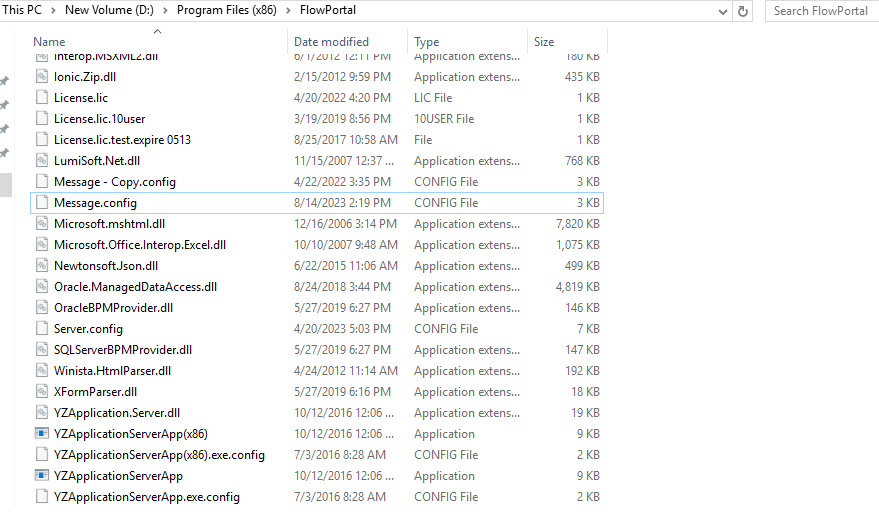 This PC > New Volume (D:) > Program Files (x86) > FlowPortal Search FlowPortal
Name Date modified Type Size
Interop.MSXML2.dll 6/1/2012 12:11 PM Application extens... 180 KB
Ionic.Zip.dll 2/15/2012 9:59 PM Application extens... 435 KB
License.lic 4/20/2022 4:20 PM LIC File 1 KB
License.lic.10user 3/19/2019 8:56 PM 10USER File 1 KB
License.lic.test.expire 0513 8/25/2017 10:58 AM File 1 KB
LumiSoft.Net.dll 11/15/2007 12:37 ... Application extens... 768 KB
Message - Copy.config 4/22/2022 3:35 PM CONFIG File 3 KB
Message.config 8/14/2023 2:19 PM CONFIG File 3 KB
Microsoft.mshtml.dll 12/16/2006 3:14 PM Application extens... 7,820 KB
Microsoft.Office.Interop.Excel.dll 10/10/2007 9:48 AM Application extens... 1,075 KB
Newtonsoft.Json.dll 6/22/2015 11:06 AM Application extens... 499 KB
Oracle.ManagedDataAccess.dll 8/24/2018 3:44 PM Application extens... 4,819 KB
OracleBPMProvider.dll 5/27/2019 6:27 PM Application extens... 146 KB
Server.config 4/20/2023 5:03 PM CONFIG File 7 KB
SQLServerBPMProvider.dll 5/27/2019 6:27 PM Application extens... 147 KB
Winista.HtmlParser.dll 4/24/2012 11:14 AM Application extens... 192 KB
XFormParser.dll 5/27/2019 6:16 PM Application extens... 18 KB
YZApplication.Server.dll 10/12/2016 12:06 ... Application extens... 19 KB
YZApplicationServerApp(x86) 10/12/2016 12:06 ... Application 9 KB
YZApplicationServerApp(x86).exe.config 7/3/2016 8:28 AM CONFIG File 2 KB
YZApplicationServerApp 10/12/2016 12:06 ... Application 9 KB
YZApplicationServerApp.exe.config 7/3/2016 8:28 AM CONFIG File 2 KB